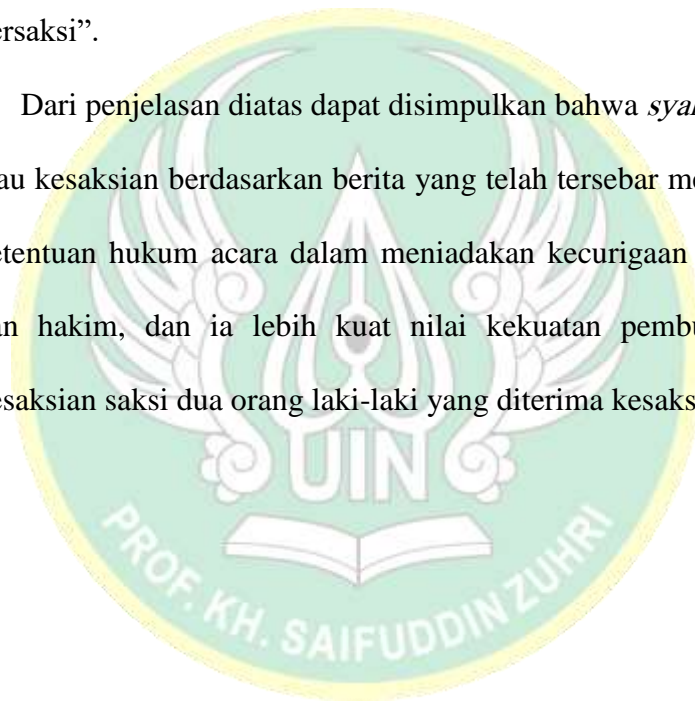 ersaksi”.
Dari penjelasan diatas dapat disimpulkan bahwa sya
au kesaksian berdasarkan berita yang telah tersebar me
etentuan hukum acara dalam meniadakan kecurigaan
an hakim, dan ia lebih kuat nilai kekuatan pembu
esaksian saksi dua orang laki-laki yang diterima kesaks
UIN
PROF. KH. SAIFUDDIN ZUHRI